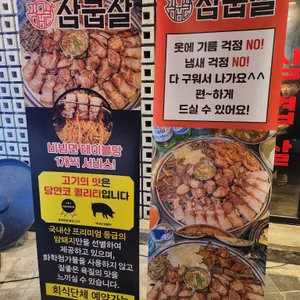 삼겹살
비빔면 테이블당
1개씩 서비스!
고기의 맛은
당연코 퀄리티입니다
국내산 프리미엄 등급의
암퇘지만을 선별하여
제공하고 있으며,
화학첨가물을 사용하지 않고
질좋은 육질의 맛을
느끼실 수 있습니다.
회식단체 예약가능
삼겹살
옷에 기름 걱정 NO!
냄새 걱정 NO!
다 구워서 나가요^^
편~하게
드실 수 있어요!